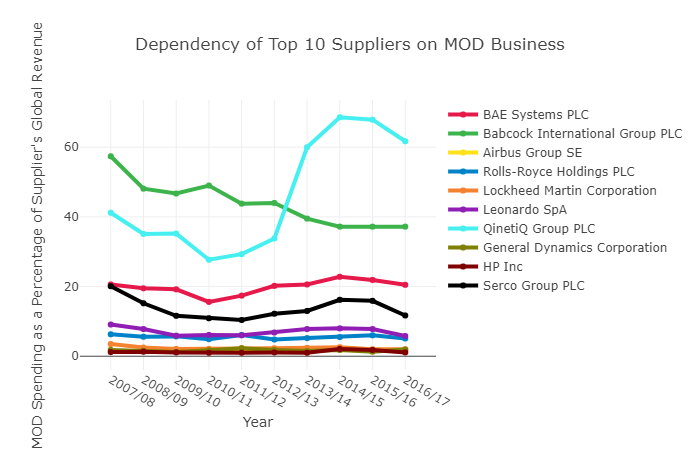 Dependency of Top 10 Suppliers on MOD Business
MOD Spending as a Percentage of Supplier's Global Revenue
60
40
20
0
2007/08
2008/09
2009/10
2010/11
2011/12
2012/13
2013/14
2014/15
2015/16
2016/17
Year
BAE Systems PLC
Babcock International Group PLC
Airbus Group SE
Rolls-Royce Holdings PLC
Lockheed Martin Corporation
Leonardo SpA
QinetiQ Group PLC
General Dynamics Corporation
HP Inc
Serco Group PLC